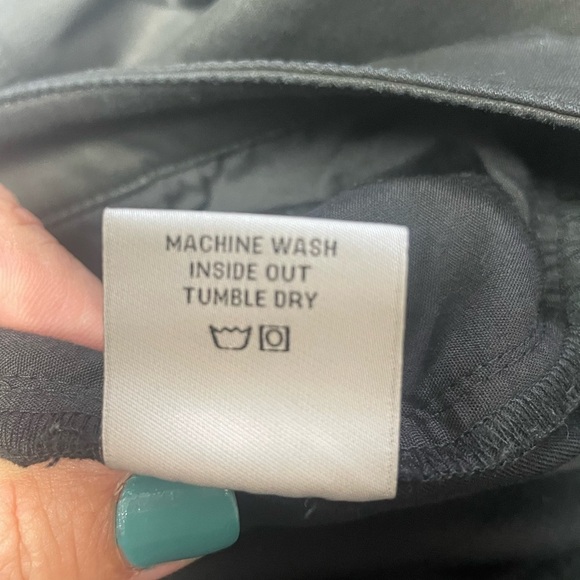 MACHINE WASH
INSIDE OUT
TUMBLE DRY